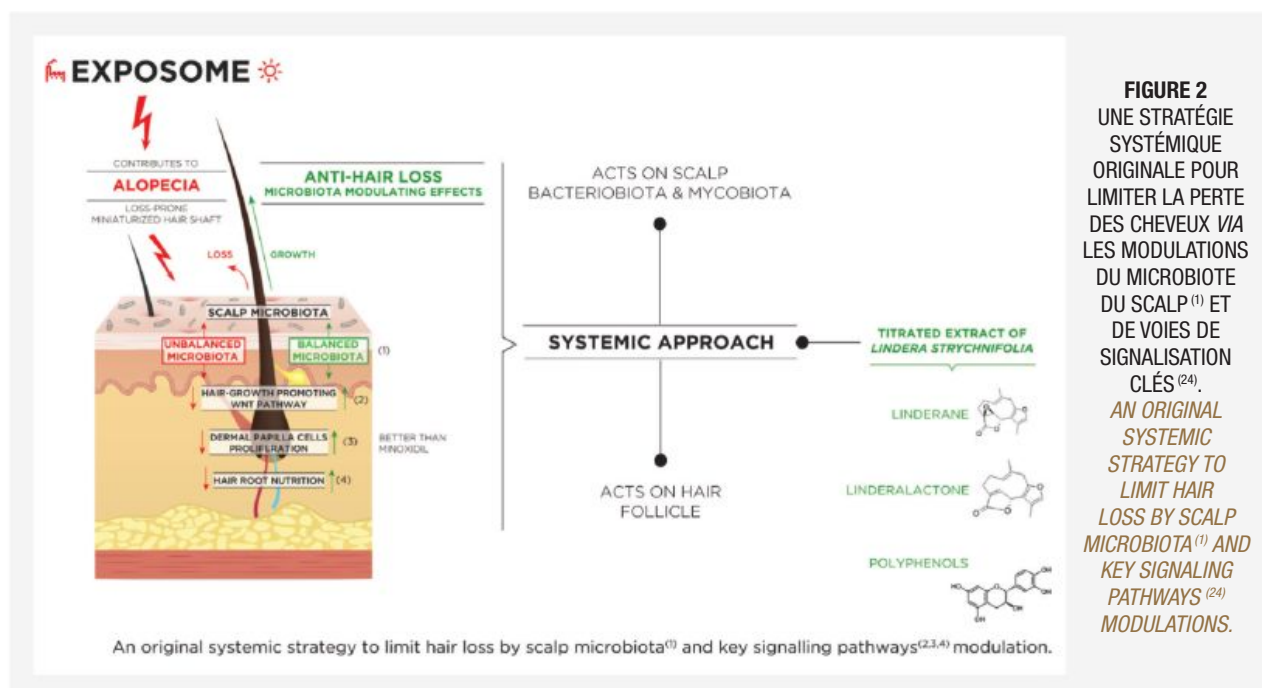 EXPOSOME
CONTRIBUTES TO
ALOPECIA
LOSS-PRONE
MINIATURIZED HAIR SHAFT
ANTI-HAIR LOSS
MICROBIOTA MODULATING EFFECTS
LOSS
GROWTH
SCALP MICROBIOTA
UNBALANCED
MICROBIOTA
BALANCED
MICROBIOTA
(1)
HAIR-GROWTH PROMOTING
WNT PATHWAY
(2)
DERMAL PAPILLA CELLS
PROLIFRATION
(3)
BETTER THAN
MINOXIDIL
HAIR ROOT NUTRITION
(4)
ACTS ON SCALP
BACTERIOBIOTA & MYCOBIOTA
SYSTEMIC APPROACH
ACTS ON HAIR
FOLLICLE
TITRATED EXTRACT OF
LINDERA STRYCHNIFOLIA
LINDERANE
O
O
O
O
LINDERALACTONE
O
O
O
POLYPHENOLS
HO
O
OH
OH
OH
OH
An original systemic strategy to limit hair loss by scalp microbiota(1) and key signalling pathways(2,3,4) modulation.
FIGURE 2
UNE STRATÉGIE
SYSTÉMIQUE
ORIGINALE POUR
LIMITER LA PERTE
DES CHEVEUX VIA
LES MODULATIONS
DU MICROBIOTE
DU SCALP (1) ET
DE VOIES DE
SIGNALISATION
CLÉS (24).
AN ORIGINAL
SYSTEMIC
STRATEGY TO
LIMIT HAIR
LOSS BY SCALP
MICROBIOTA (1) AND
KEY SIGNALING
PATHWAYS (24)
MODULATIONS.